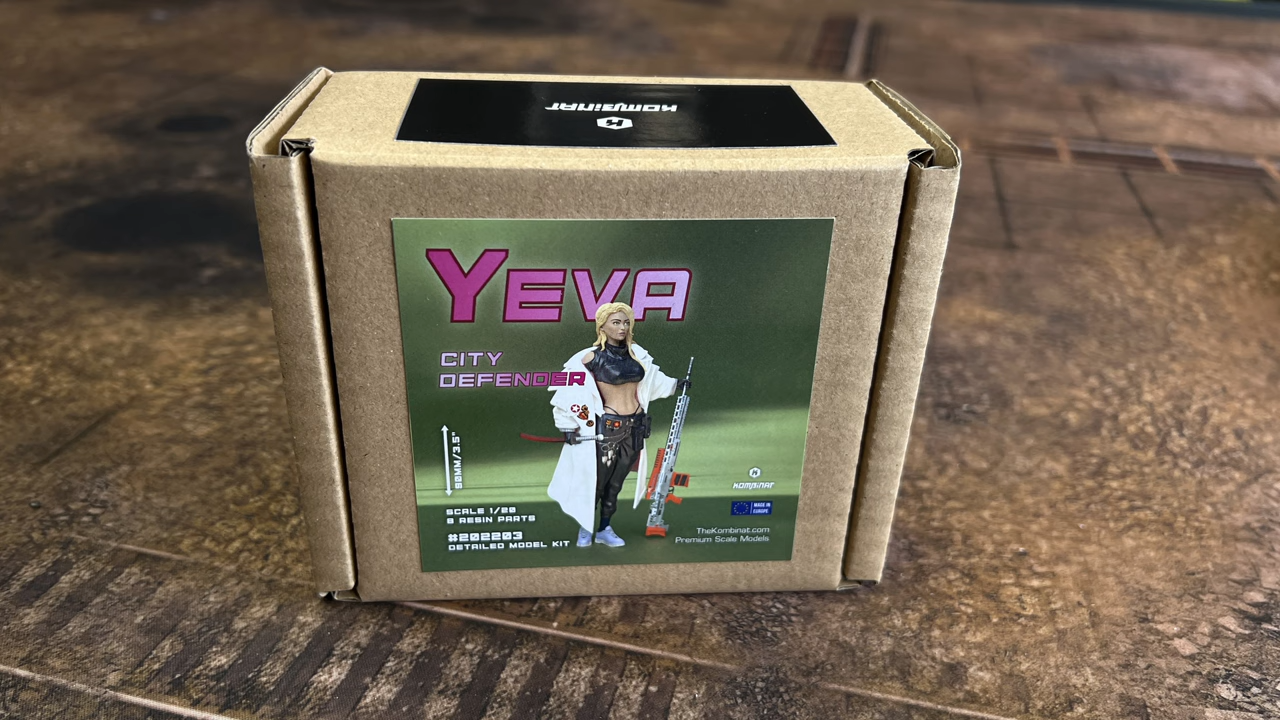 KOMBINAT
YEVA
CITY
DEFENDER
90MM/3.5"
SCALE 1/20
8 RESIN PARTS
#202203
DETAILED MODEL KIT
KOMBINAT
MADE IN
EUROPE
TheKombinat.com
Premium Scale Models